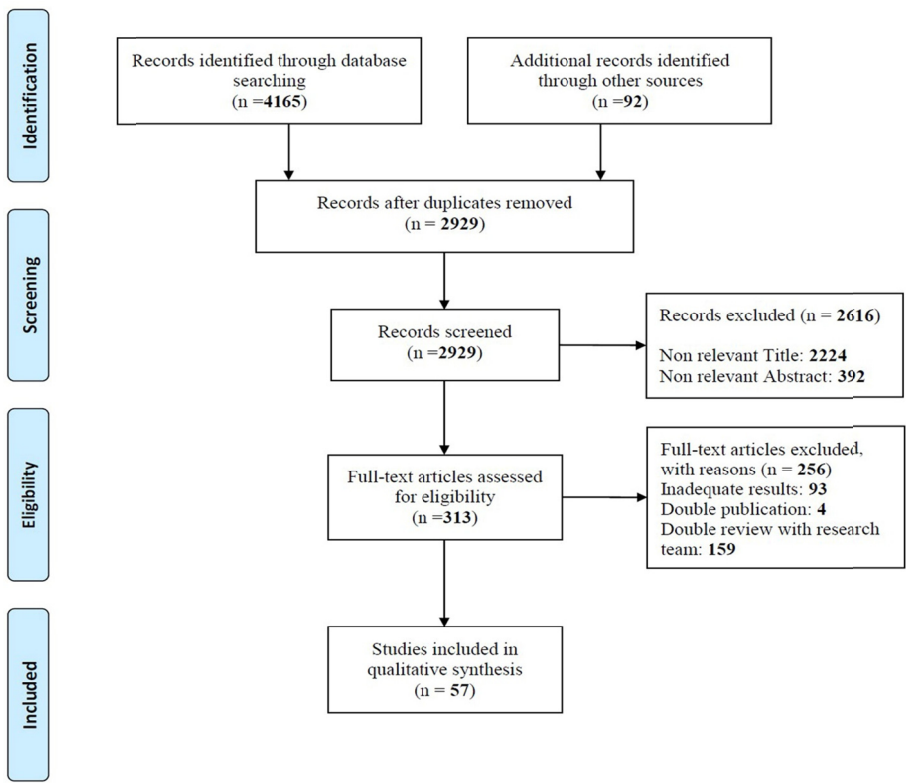 Identification
Records identified through database
searching
(n =4165)
Additional records identified
through other sources
(n =92)
Records after duplicates removed
(n = 2929)
Screening
Records screened
(n =2929)
Records excluded (n = 2616)
Non relevant Title: 2224
Non relevant Abstract: 392
Eligibility
Full-text articles assessed
for eligibility
(n =313)
Full-text articles excluded,
with reasons (n = 256)
Inadequate results: 93
Double publication: 4
Double review with research
team: 159
Included
Studies included in
qualitative synthesis
(n = 57)